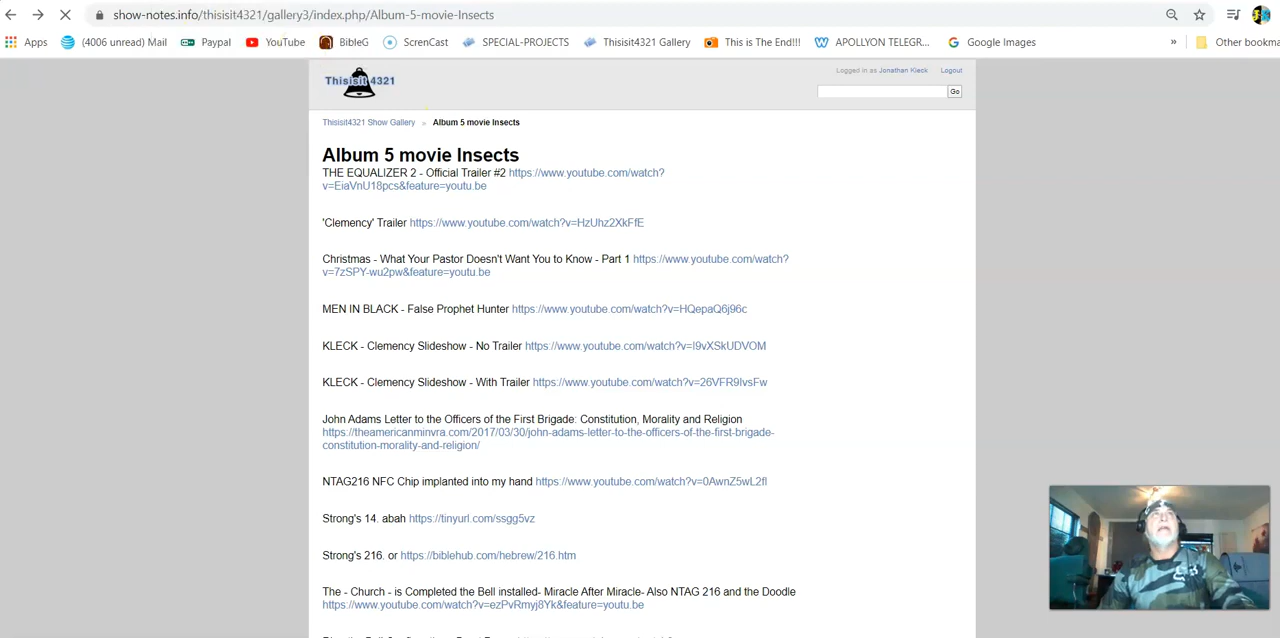 show-notes.info/thisisit4321/gallery3/index.php/Album-5-movie-Insects
Apps (4006 unread) Mail Paypal YouTube BibleG ScrenCast SPECIAL-PROJECTS Thisisit4321 Gallery This is The End!!! APOLLYON TELEGR... Google Images » Other bookma
Thisisit 4321
Logged in as Jonathan Kleck Logout
Go
Thisisit4321 Show Gallery » Album 5 movie Insects
Album 5 movie Insects
THE EQUALIZER 2 - Official Trailer #2 https://www.youtube.com/watch?
v=EiaVnU18pcs&feature=youtu.be
'Clemency' Trailer https://www.youtube.com/watch?v=HzUhz2XkFfE
Christmas - What Your Pastor Doesn't Want You to Know - Part 1 https://www.youtube.com/watch?
v=7zSPY-wu2pw&feature=youtu.be
MEN IN BLACK - False Prophet Hunter https://www.youtube.com/watch?v=HQepaQ6j96c
KLECK - Clemency Slideshow - No Trailer https://www.youtube.com/watch?v=I9vXSkUDVOM
KLECK - Clemency Slideshow - With Trailer https://www.youtube.com/watch?v=26VFR9IvsFw
John Adams Letter to the Officers of the First Brigade: Constitution, Morality and Religion
https://theamericanminvra.com/2017/03/30/john-adams-letter-to-the-officers-of-the-first-brigade-
constitution-morality-and-religion/
NTAG216 NFC Chip implanted into my hand https://www.youtube.com/watch?v=0AwnZ5wL2fI
Strong's 14. abah https://tinyurl.com/ssgg5vz
Strong's 216. or https://biblehub.com/hebrew/216.htm
The - Church - is Completed the Bell installed- Miracle After Miracle- Also NTAG 216 and the Doodle
https://www.youtube.com/watch?v=ezPvRmyj8Yk&feature=youtu.be